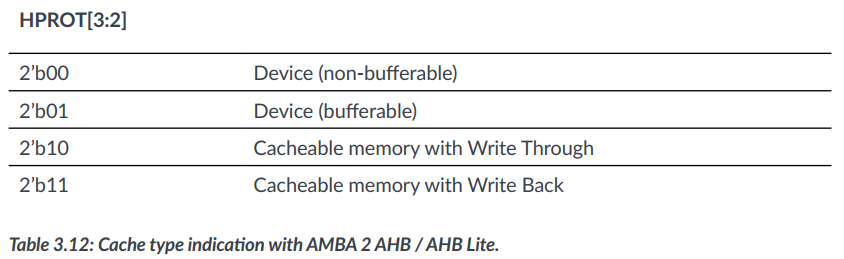 HPROT[3:2]
2’b00 Device (non-bufferable)
2’b01 Device (bufferable)
2’b10 Cacheable memory with Write Through
2’b11 Cacheable memory with Write Back
Table 3.12: Cache type indication with AMBA 2 AHB / AHB Lite.